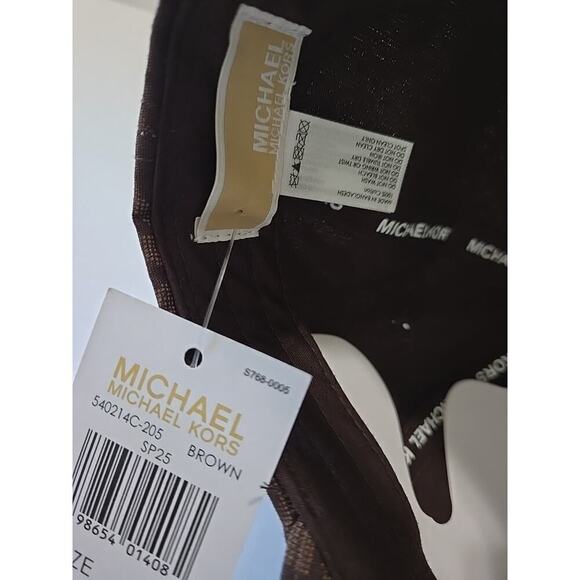 MICHAEL
MICHAEL KORS
MADE IN BANGLADESH
100% Cotton
DO NOT WASH
DO NOT BLEACH
DO NOT WRING OR TWIST
DO NOT TUMBLE DRY
DO NOT IRON
DO NOT DRY CLEAN
SPOT CLEAN ONLY
MICHAEL KORS
MICHAEL
KORS
MICHAEL KORS
S768-0005
MICHAEL
MICHAEL KORS
540214C-205 BROWN
SP25
98654 01408
ZE